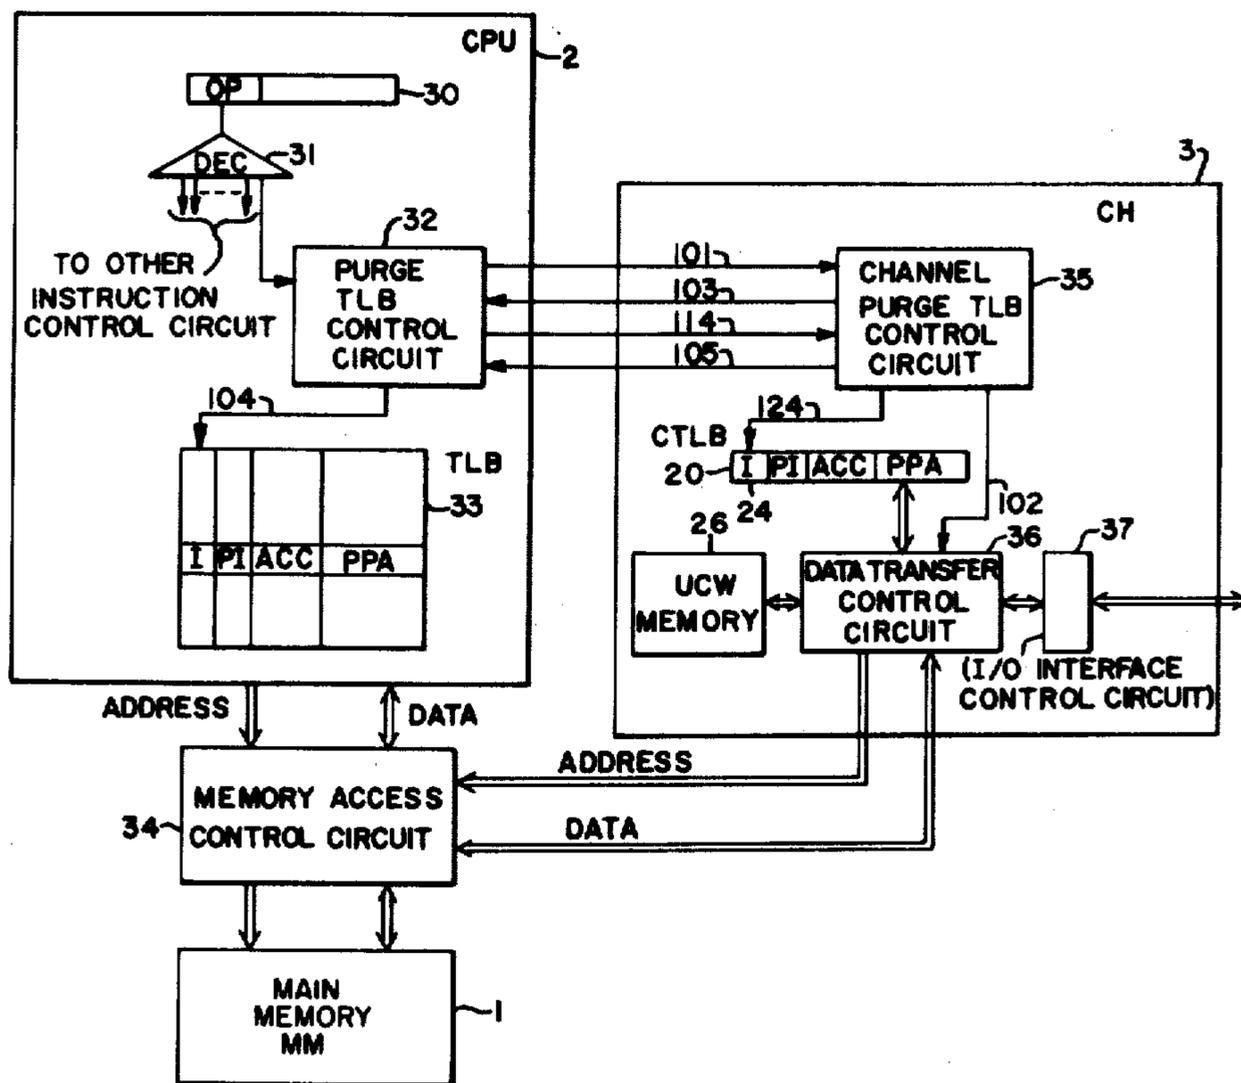 CPU
2
OP
30
DEC
31
TO OTHER
INSTRUCTION
CONTROL CIRCUIT
32
PURGE
TLB
CONTROL
CIRCUIT
104
TLB
33
I PI ACC PPA
101
103
114
105
3
CH
CHANNEL
PURGE TLB
CONTROL
CIRCUIT
35
124
CTLB
20
I PI ACC PPA
24
102
26
UCW
MEMORY
36
DATA TRANSFER
CONTROL
CIRCUIT
37
(I/O INTERFACE
CONTROL CIRCUIT)
ADDRESS
DATA
ADDRESS
DATA
34
MEMORY ACCESS
CONTROL CIRCUIT
MAIN
MEMORY
MM
1